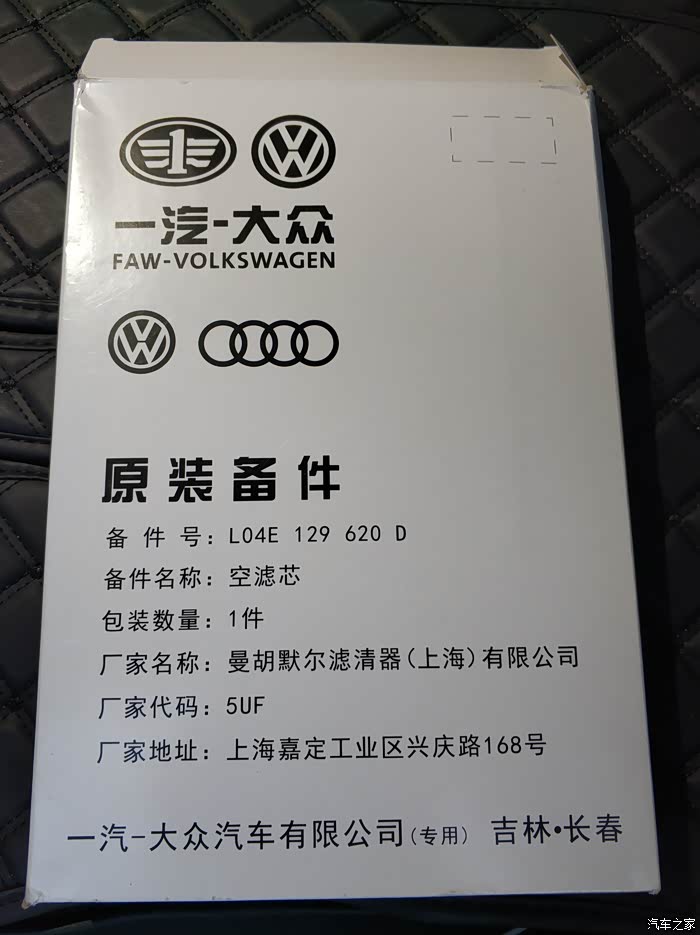 一汽-大众
FAW-VOLKSWAGEN
原装备件
备件号：L04E 129 620 D
备件名称：空滤芯
包装数量：1件
厂家名称：曼胡默尔滤清器(上海)有限公司
厂家代码：5UF
厂家地址：上海嘉定工业区兴庆路168号
一汽-大众汽车有限公司(专用) 吉林·长春
汽车之家